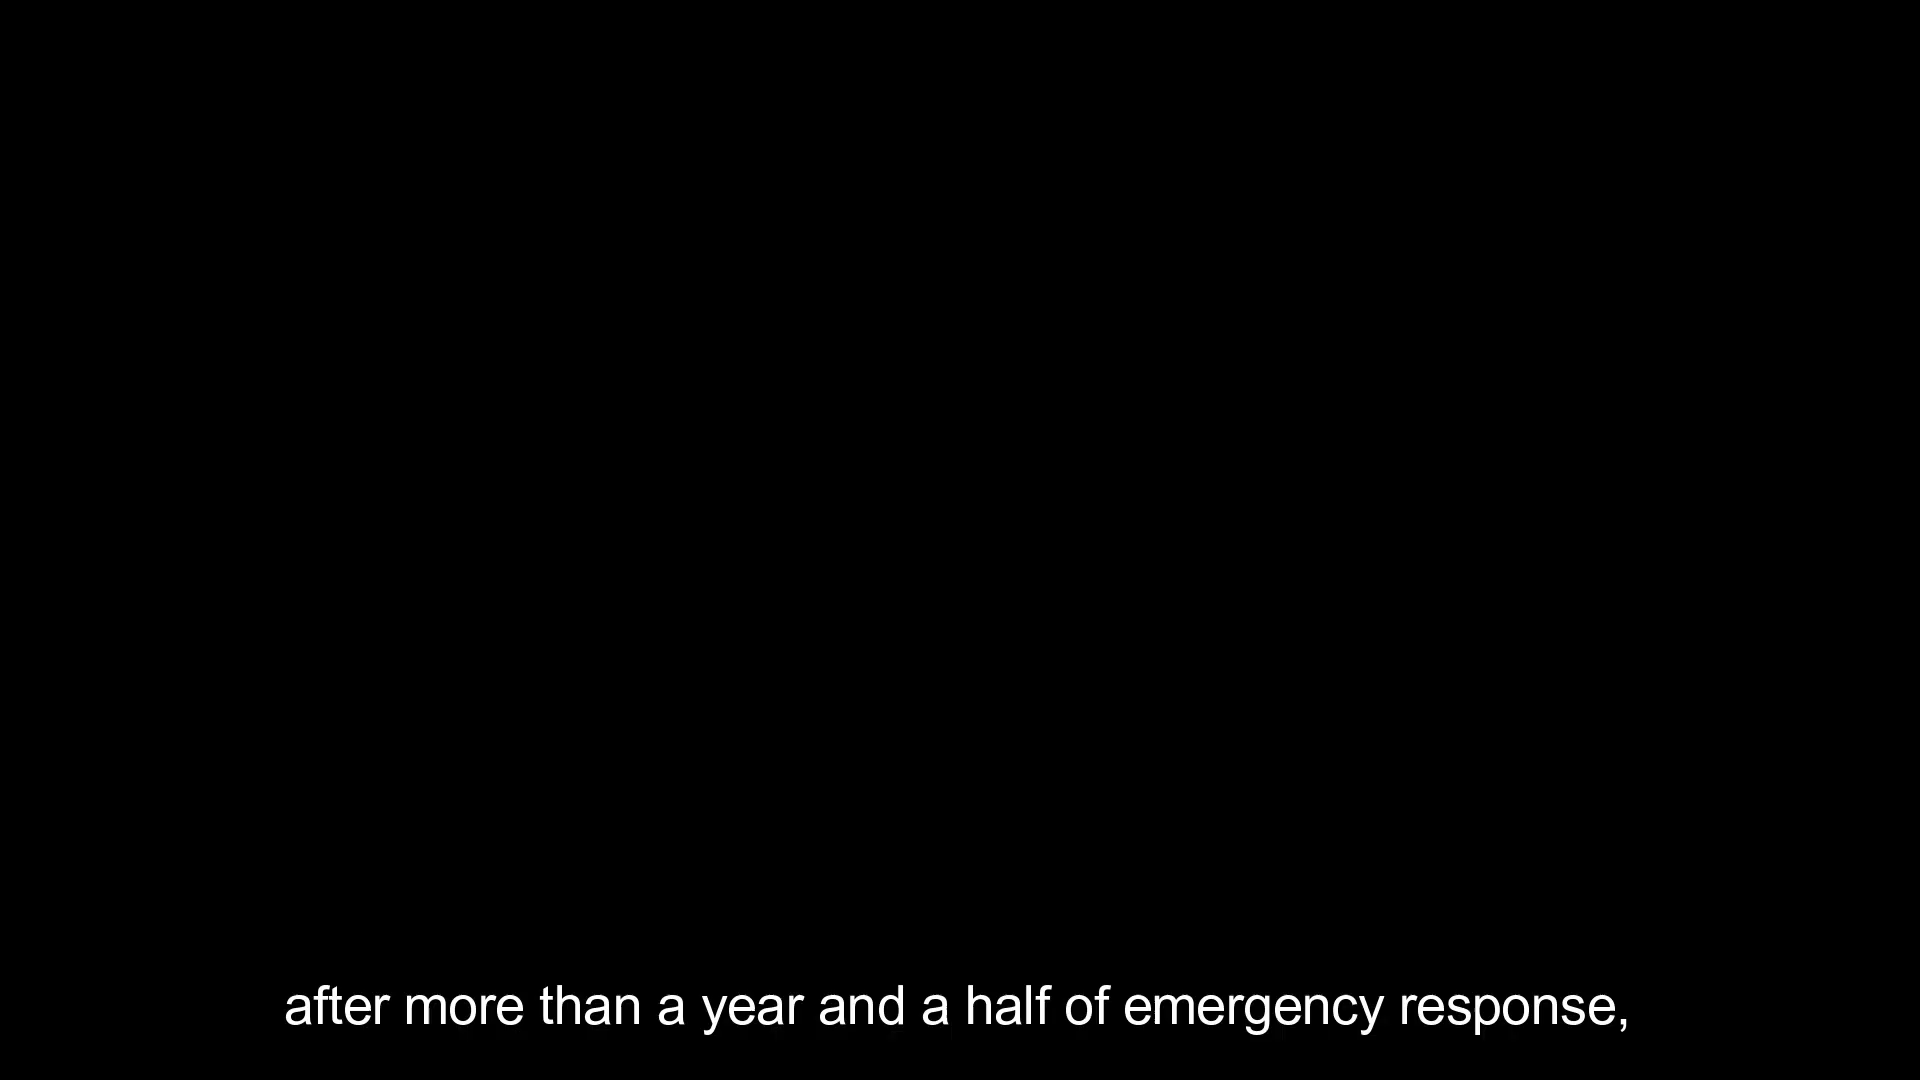 after more than a year and a half of emergency response,